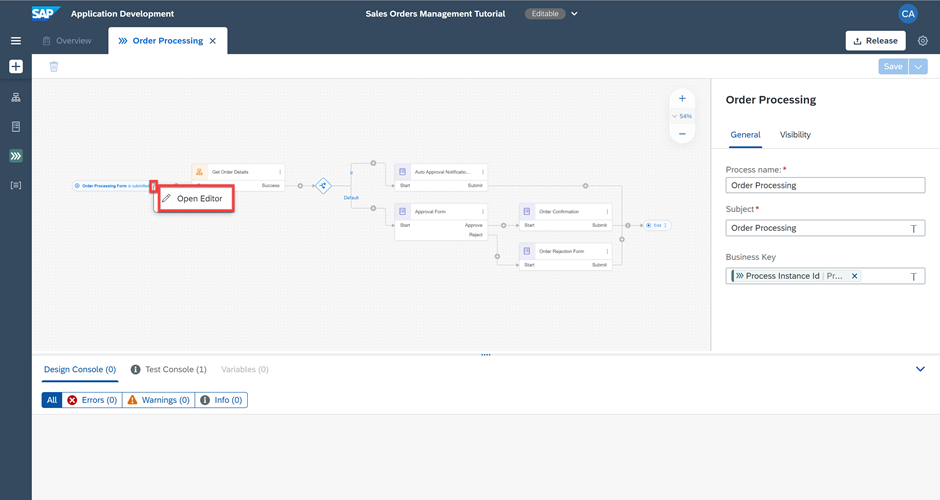 SAP Application Development
Sales Orders Management Tutorial Editable
CA
Overview
Order Processing
Release
Save
54%
Order Processing Form is submitted
Get Order Details
Success
Open Editor
Default
Auto Approval Notificatio...
Start Submit
Approval Form
Start Approve
Reject
Order Confirmation
Start Submit
Order Rejection Form
Start Submit
End
Order Processing
General Visibility
Process name:*
Order Processing
Subject*
Order Processing
Business Key
Process Instance Id | Pr...
Design Console (0) Test Console (1) Variables (0)
All Errors (0) Warnings (0) Info (0)